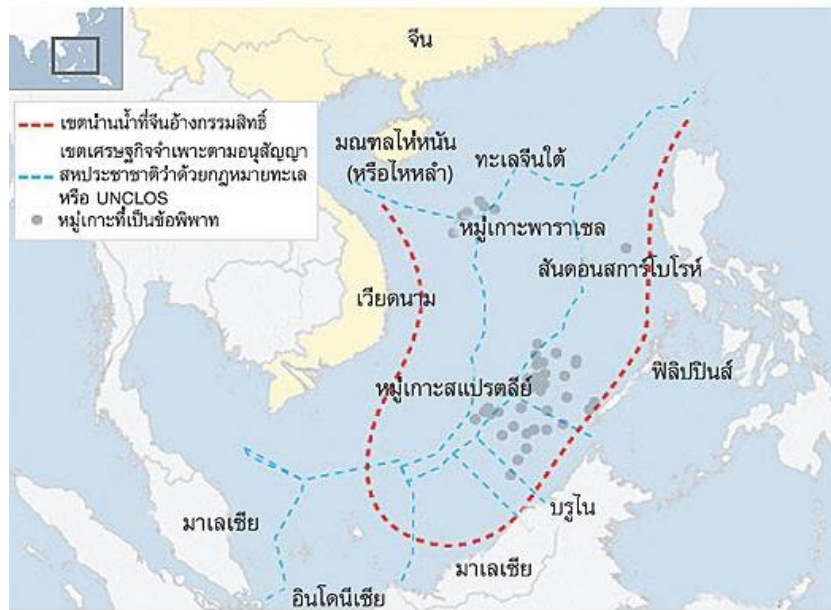 จีน
เขตน่านน้ำที่จีนอ้างกรรมสิทธิ์
เขตเศรษฐกิจจำเพาะตามอนุสัญญา
สหประชาชาติว่าด้วยกฎหมายทะเล
หรือ UNCLOS
หมู่เกาะที่เป็นข้อพิพาท
มณฑลไห่หนัน
(หรือไหหลำ)
ทะเลจีนใต้
หมู่เกาะพาราเซล
สันดอนสการ์โบโรห์
เวียดนาม
หมู่เกาะสแปรตลีย์
ฟิลิปปินส์
บรูไน
มาเลเซีย
มาเลเซีย
อินโดนีเซีย